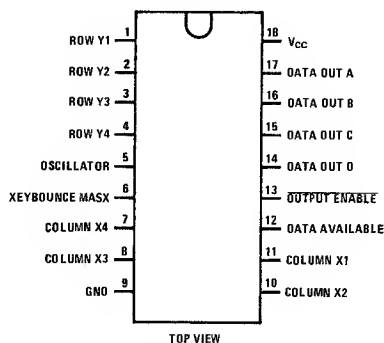 1 18
ROW Y1 VCC
2 17
ROW Y2 OATA OUT A
3 16
ROW Y3 OATA OUT B
4 15
ROW Y4 OATA OUT C
5 14
OSCILLATOR OATA OUT O
6 13
XEYBOUNCE MASX OUTPUT ENABLE
7 12
COLUMN X4 DATA AVAILABLE
8 11
COLUMN X3 COLUMN X1
9 10
GNO COLUMN X2
TOP VIEW